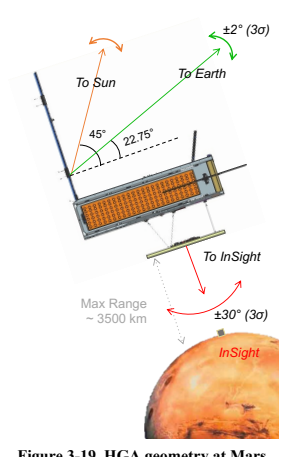 ±2° (3σ)
To Sun
To Earth
45°
22.75°
To InSight
Max Range
~ 3500 km
±30° (3σ)
InSight
Figure 3-19. HGA geometry at Mars